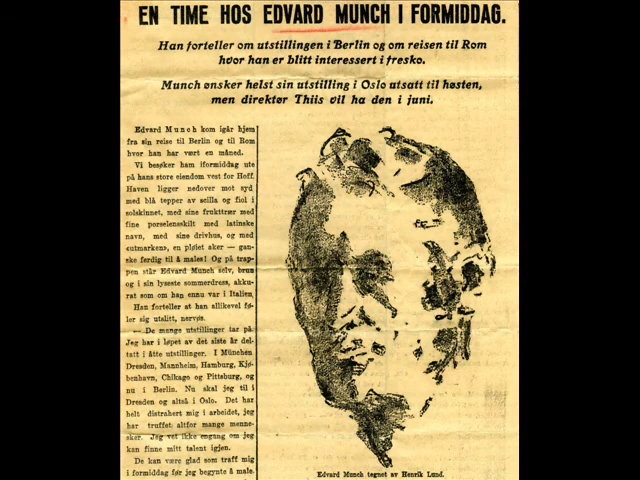 EN TIME HOS EDVARD MUNCH I FORMIDDAG.
Han forteller om utstillingen i Berlin og om reisen til Rom
hvor han er blitt interessert i fresko.
Munch ønsker helst sin utstilling i Oslo utsatt til høsten,
men direktør Thiis vil ha den i juni.
Edvard Munch kom igår hjem
fra sin reise til Berlin og til Rom
hvor han har vært en måned.
Vi besøker ham iformiddag ute
på hans store eiendom vest for Hoff.
Haven ligger nedover mot syd
med blå tepper av scilla og fiol i
solskinnet, med sine frukttrær med
fine porselensskilt med latinske
navn, med sine drivhus, og med
«utmarken», en pløiet aker — gan-
ske ferdig til å males! Og på trap-
pen står Edvard Munch selv, brun
og i sin lyseste sommerdress, akku-
rat som om han ennu var i Italien.
Han forteller at han allikevel fø-
ler sig utslitt, nervøs.
— De mange utstillinger tar på
Jeg har i løpet av det siste år del-
tatt i åtte utstillinger. I München
Dresden, Mannheim, Hamburg, Kjø-
benhavn, Chikago og Pittsburg, og
nu i Berlin. Nu skal jeg til i
Dresden og altså i Oslo. Det har
helt distrahert mig i arbeidet, jeg
har truffet altfor mange menne-
sker. Jeg vet ikke engang om jeg
kan finne mitt talent igjen.
De kan være glad som traff mig
i formiddag før jeg begynte å male.
Edvard Munch tegnet av Henrik Lund.